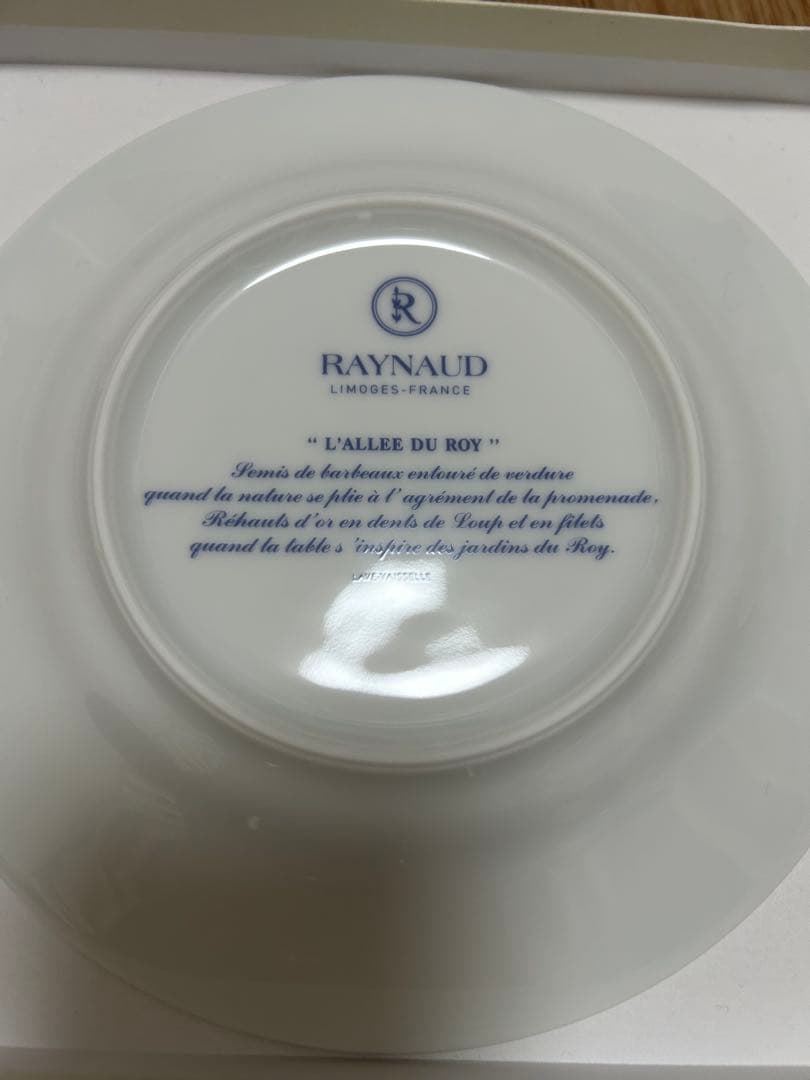 R
RAYNAUD
LIMOGES-FRANCE
“ L'ALLEE DU ROY ”
Semis de barbeaux entouré de verdure
quand la nature se plie à l'agrément de la promenade.
Réhauts d'or en dents de Loup et en filets
quand la table s'inspire des jardins du Roy.
LAVE-VAISSELLE